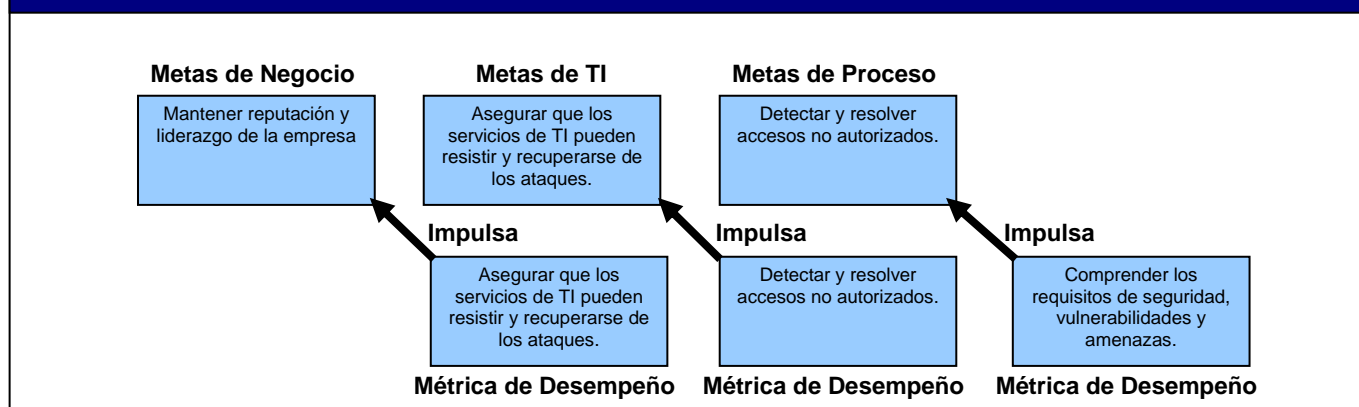 Metas de Negocio
Metas de TI
Metas de Proceso
Mantener reputación y
liderazgo de la empresa
Asegurar que los
servicios de TI pueden
resistir y recuperarse de
los ataques.
Detectar y resolver
accesos no autorizados.
Impulsa
Impulsa
Impulsa
Asegurar que los
servicios de TI pueden
resistir y recuperarse de
los ataques.
Detectar y resolver
accesos no autorizados.
Comprender los
requisitos de seguridad,
vulnerabilidades y
amenazas.
Métrica de Desempeño
Métrica de Desempeño
Métrica de Desempeño